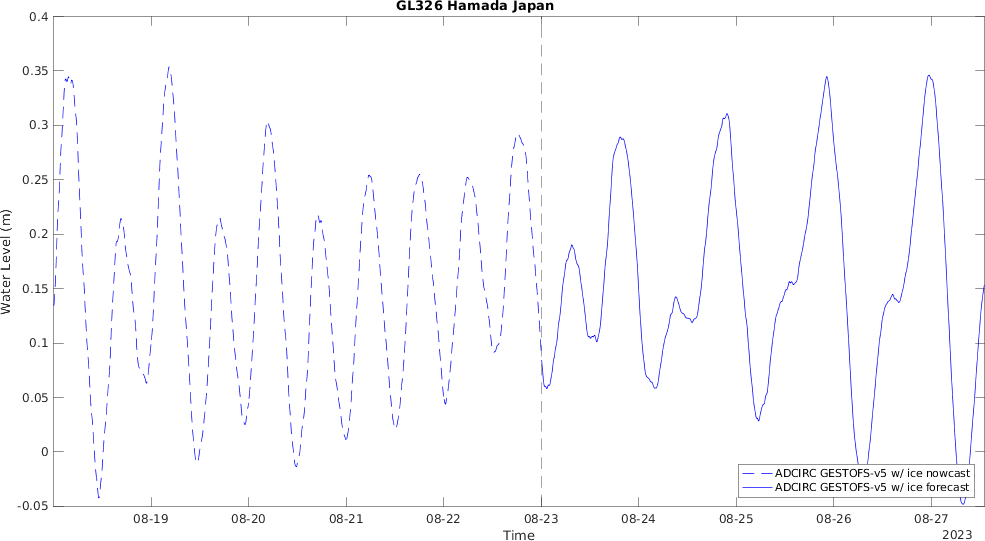 GL326 Hamada Japan
0.4
0.35
0.3
0.25
0.2
0.15
0.1
0.05
0
-0.05
Water Level (m)
08-19 08-20 08-21 08-22 08-23 08-24 08-25 08-26 08-27
Time
2023
ADCIRC GESTOFS-v5 w/ ice nowcast
ADCIRC GESTOFS-v5 w/ ice forecast